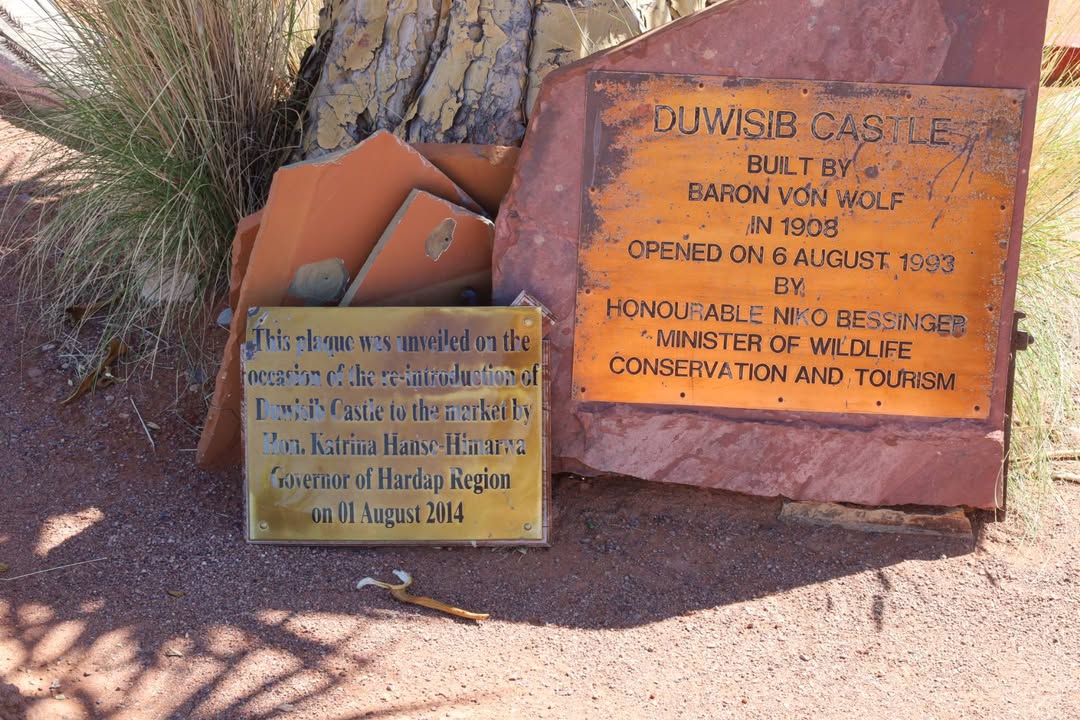 DUWISIB CASTLE
BUILT BY
BARON VON WOLF
IN 1908
OPENED ON 6 AUGUST 1993
BY
HONOURABLE NIKO BESSINGER
MINISTER OF WILDLIFE
CONSERVATION AND TOURISM
This plaque was unveiled on the
occasion of the re-introduction of
Duwisib Castle to the market by
Hon. Katrina Hanse-Himarwa
Governor of Hardap Region
on 01 August 2014